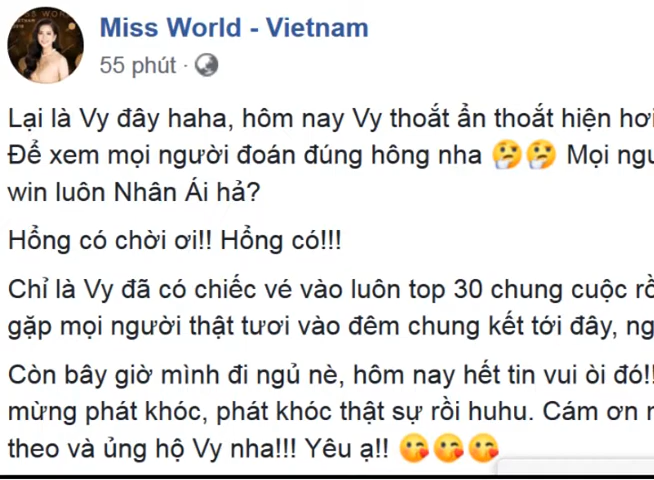 Miss World - Vietnam
55 phút ·
Lại là Vy đây haha, hôm nay Vy thoắt ẩn thoắt hiện hơi
Để xem mọi người đoán đúng hông nha 🤔🤔 Mọi
win luôn Nhân Ái hả?
Hổng có chời ơi!! Hổng có!!!
Chỉ là Vy đã có chiếc vé vào luôn top 30 chung cuộc
gặp mọi người thật tươi vào đêm chung kết tới đây,
Còn bây giờ mình đi ngủ nè, hôm nay hết tin vui òi đó!!
mừng phát khóc, phát khóc thật sự rồi huhu. Cám ơn
theo và ủng hộ Vy nha!!! Yêu ạ!! 😘😘😘